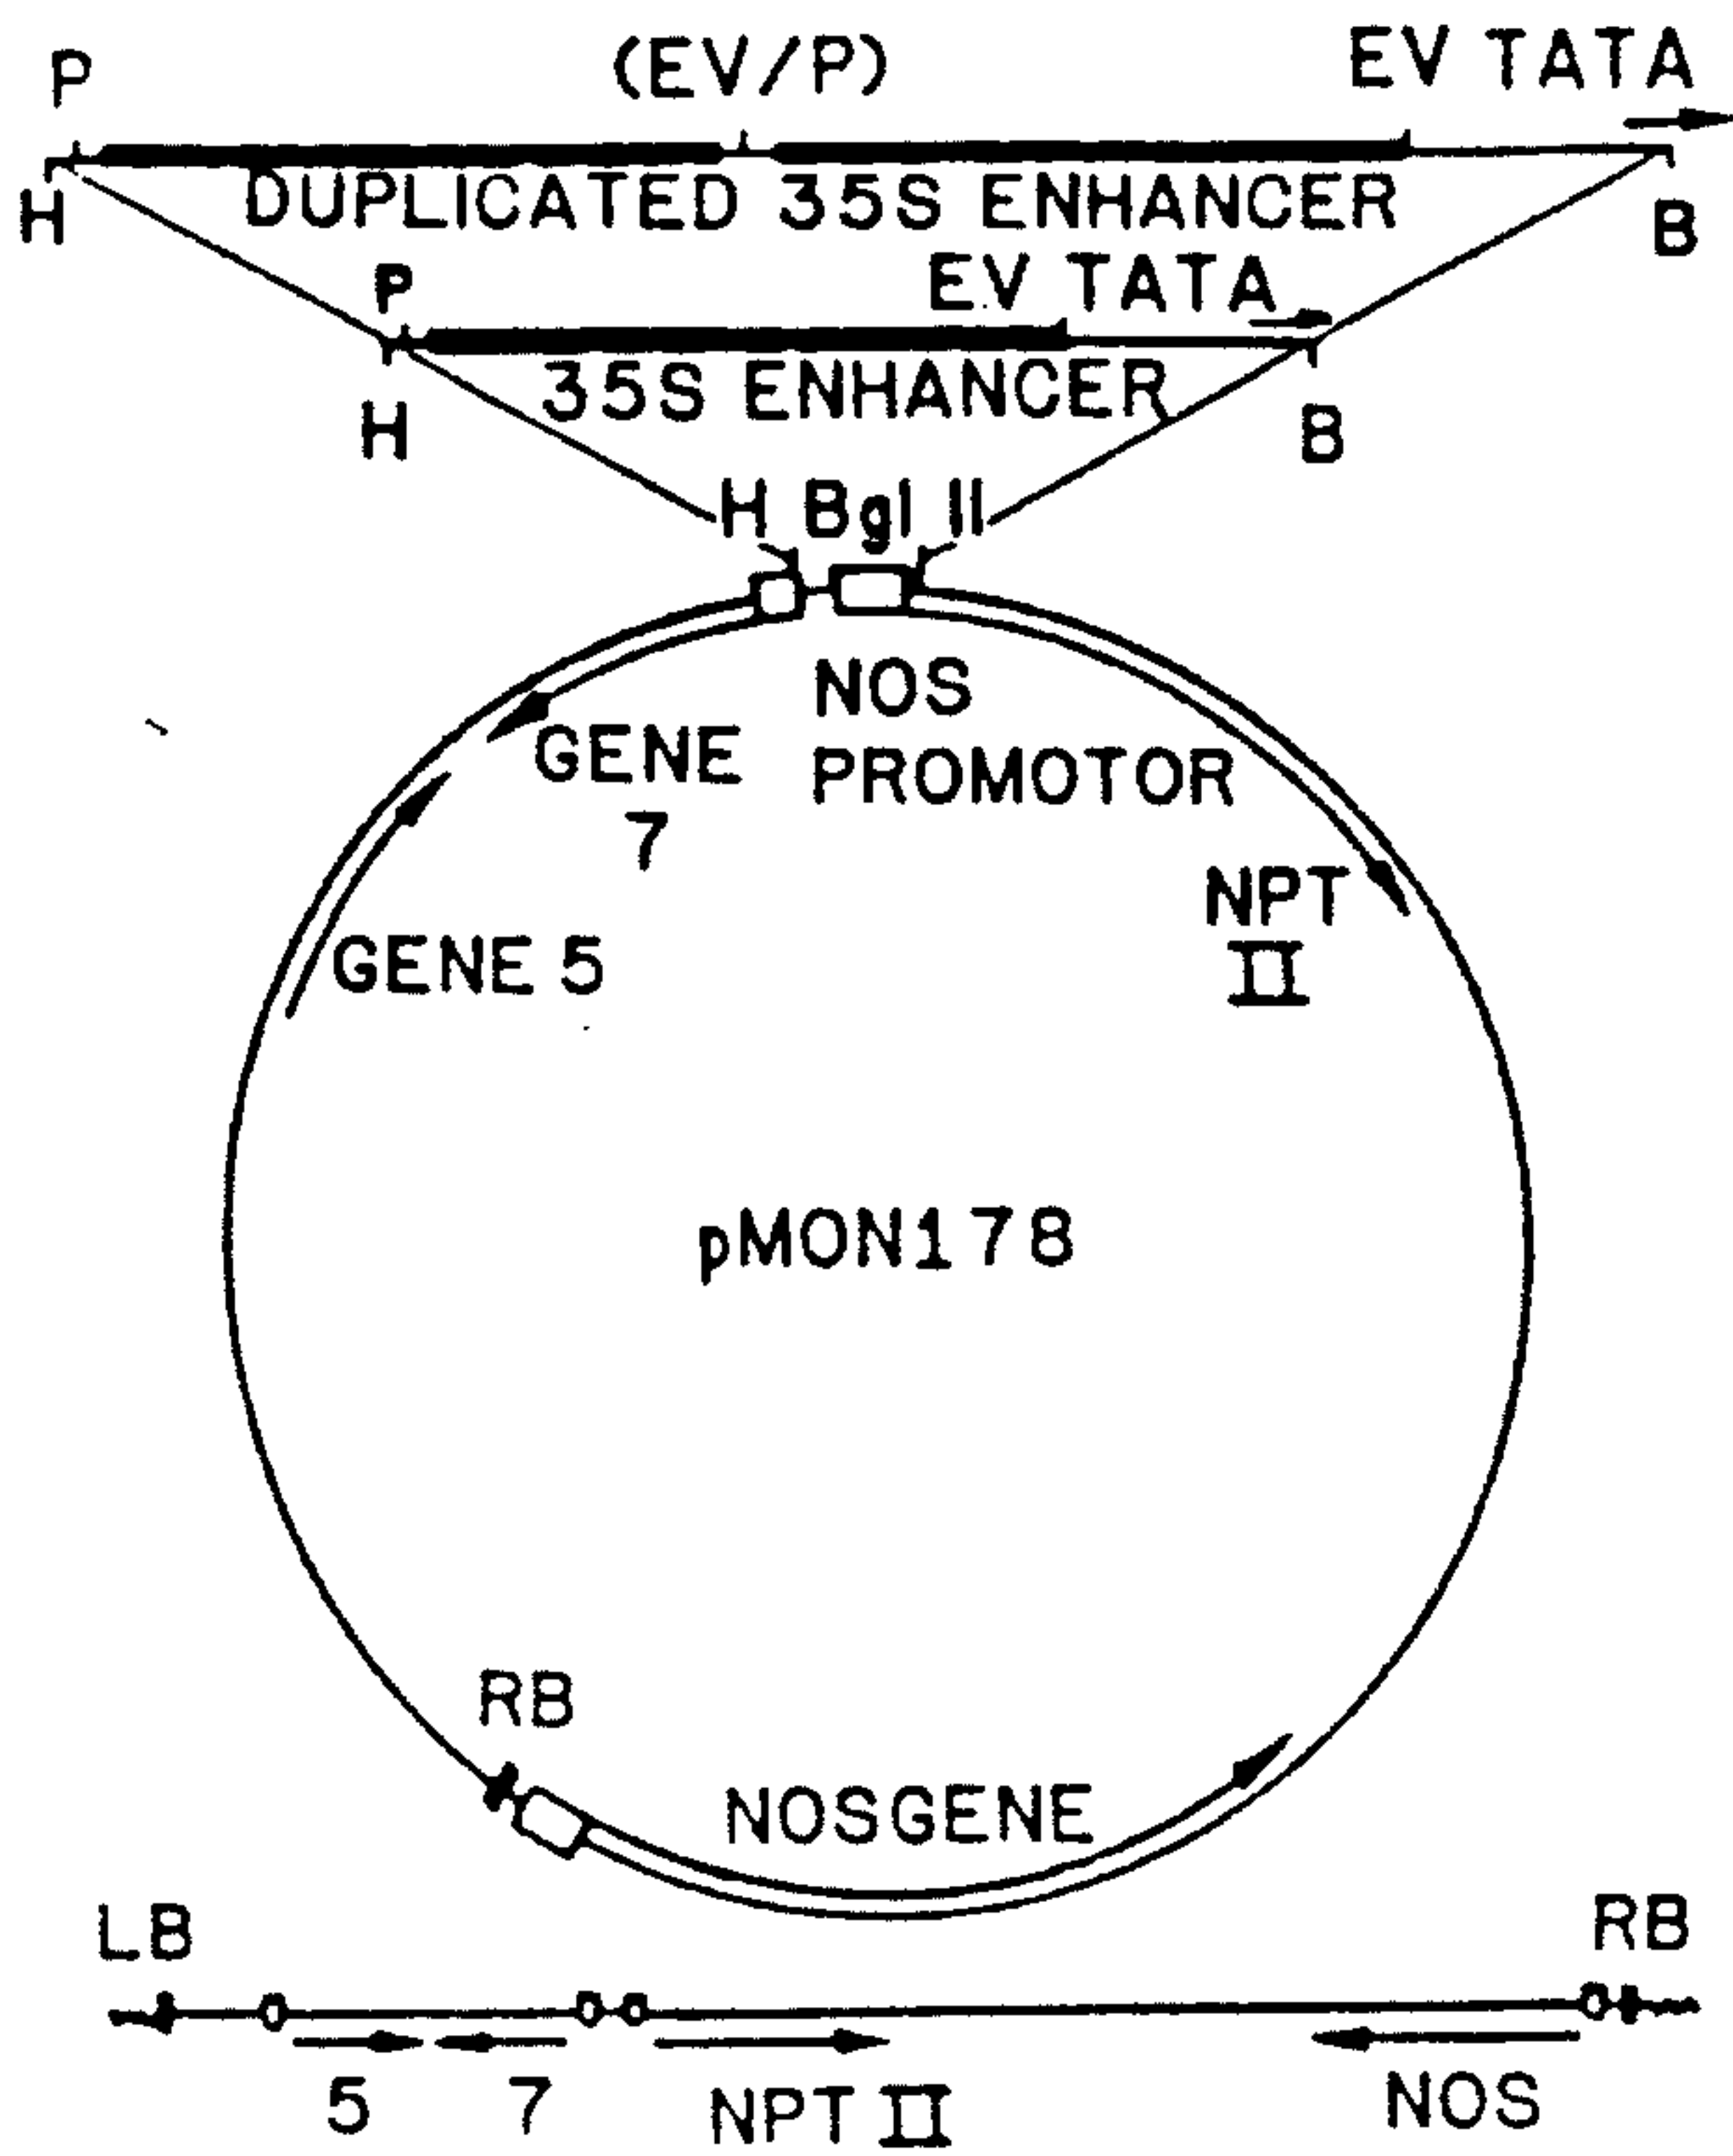 P (EV/P) EV TATA
H DUPLICATED 35S ENHANCER B
P EV TATA
35S ENHANCER
H B
H Bgl II
NOS
PROMOTOR
GENE
7
NPT
II
GENE 5
pMON178
RB
NOSGENE
LB RB
5 7 NPT II NOS